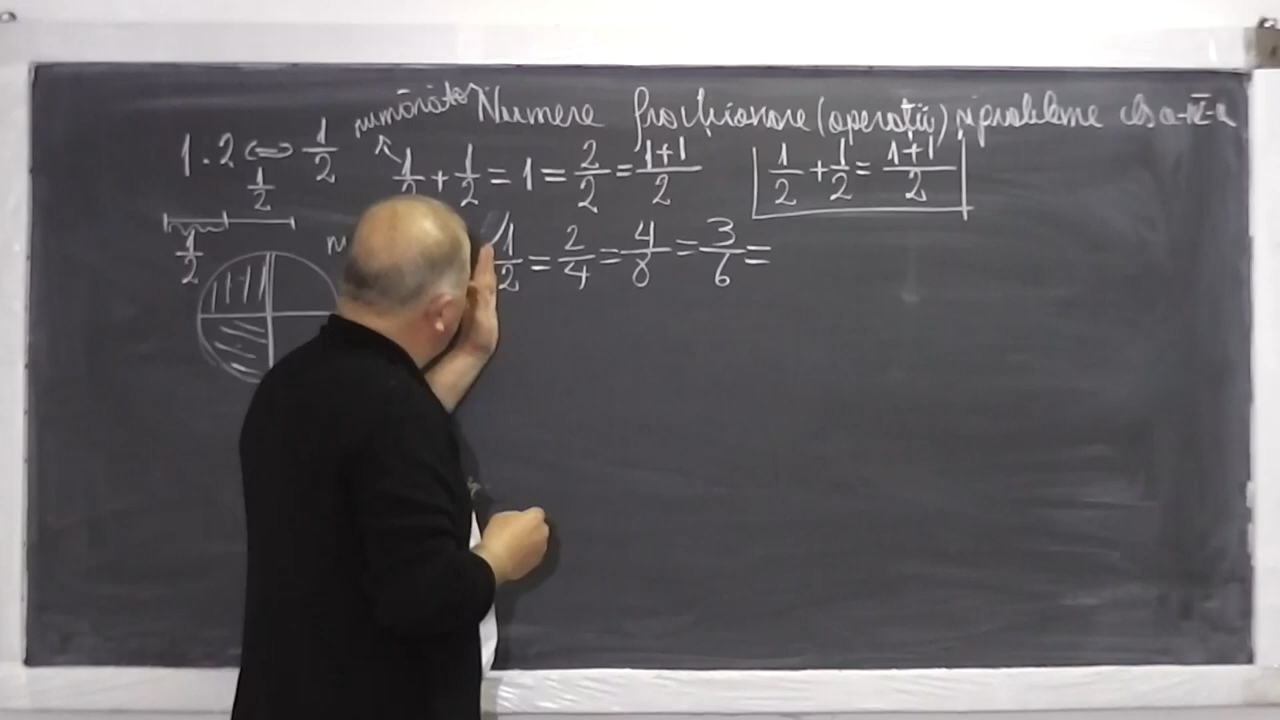 numărător Numere fracționare (operații) și probleme cls a-IV-a
1:2 ⇔ 1/2
1/2 + 1/2 = 1 = 2/2 = (1+1)/2
1/2 + 1/2 = (1+1)/2
1/2
1/2
1/2 = 2/4 = 4/8 = 3/6 =